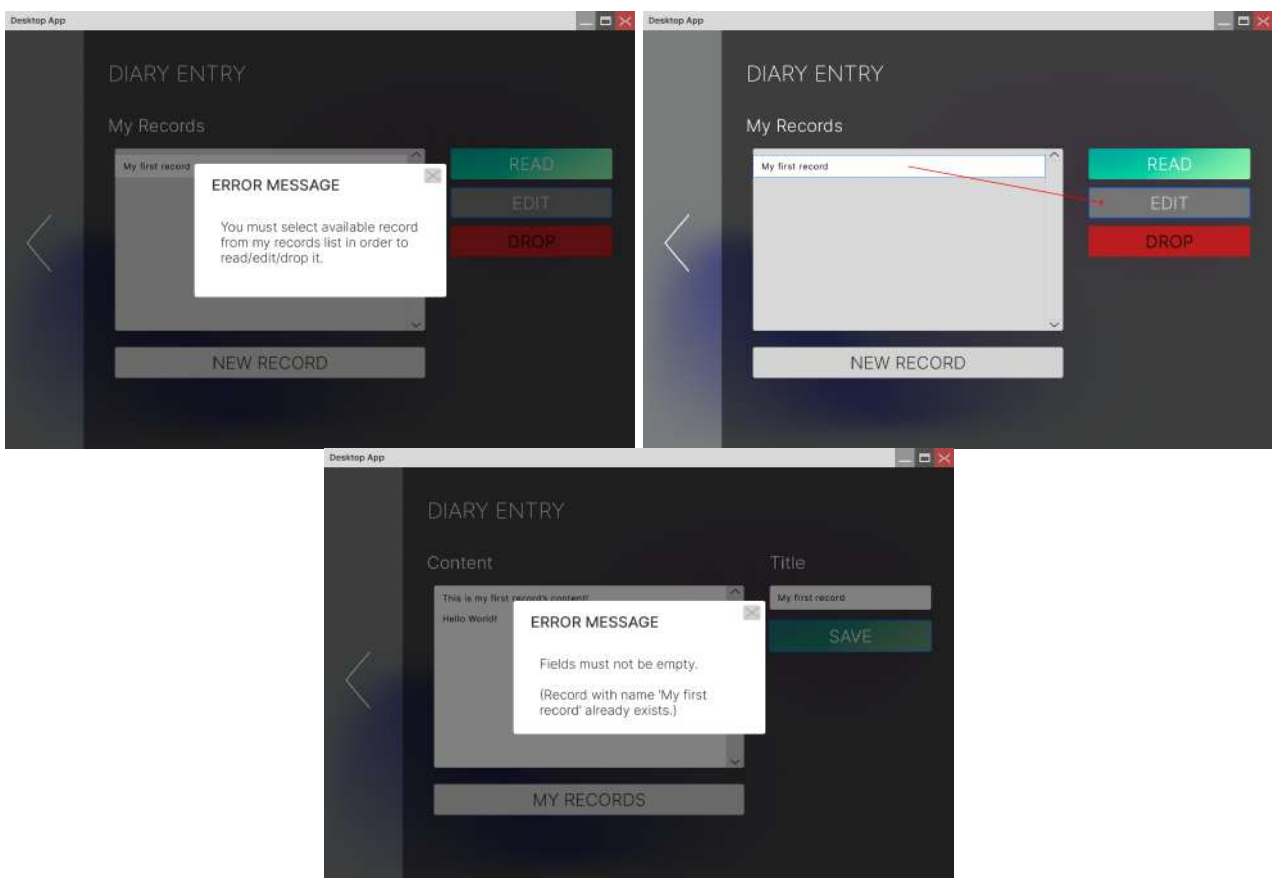 Desktop App
DIARY ENTRY
My Records
My first record
READ
EDIT
DROP
ERROR MESSAGE
You must select available record
from my records list in order to
read/edit/drop it.
NEW RECORD
Desktop App
DIARY ENTRY
My Records
My first record
READ
EDIT
DROP
NEW RECORD
Desktop App
DIARY ENTRY
Content
Title
This is my first record's content!
My first record
Hello World!
SAVE
ERROR MESSAGE
Fields must not be empty.
(Record with name 'My first
record' already exists.)
MY RECORDS